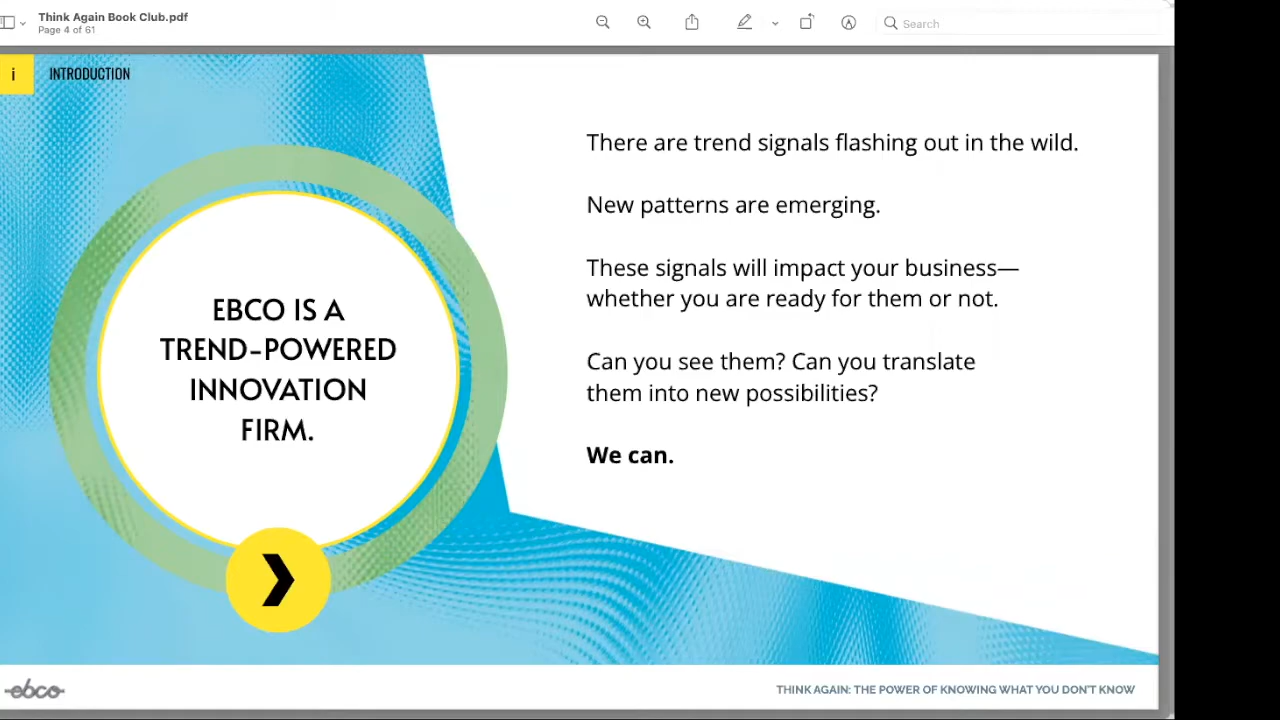 Think Again Book Club.pdf
Page 4 of 61
Search
i
INTRODUCTION
EBCO IS A
TREND-POWERED
INNOVATION
FIRM.
There are trend signals flashing out in the wild.
New patterns are emerging.
These signals will impact your business—
whether you are ready for them or not.
Can you see them? Can you translate
them into new possibilities?
We can.
ebco
THINK AGAIN: THE POWER OF KNOWING WHAT YOU DON'T KNOW